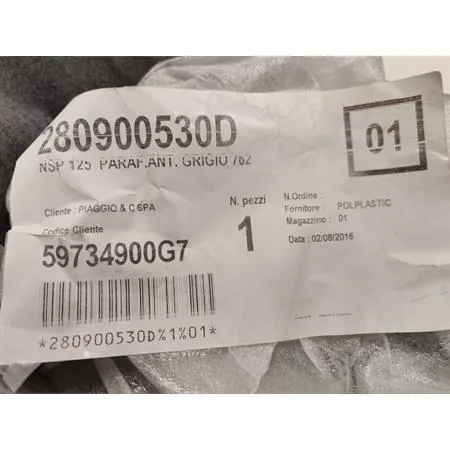 280900530D
NSP 125 PARAF.ANT. GRIGIO 762
01
Cliente : PIAGGIO & C SPA
N. pezzi
1
N.Ordine :
Fornitore : POLPLASTIC
Magazzino : 01
Data : 02/08/2016
Codice Cliente
59734900G7
*280900530D%1%01*